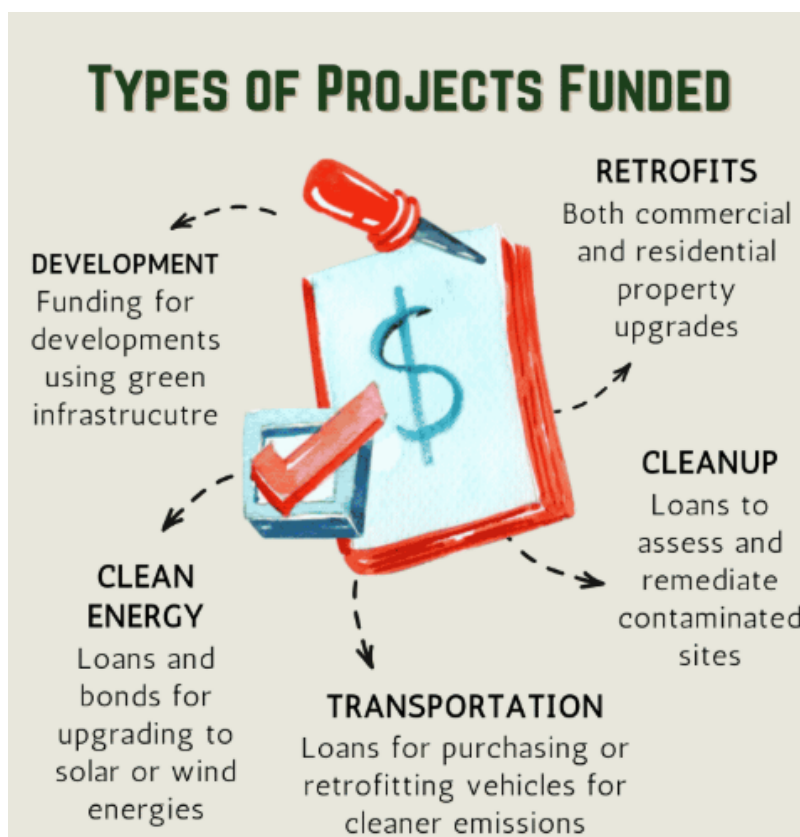 TYPES OF PROJECTS FUNDED
RETROFITS
Both commercial
and residential
property
upgrades
DEVELOPMENT
Funding for
developments
using green
infrastrucutre
$
CLEANUP
Loans to
assess and
remediate
contaminated
sites
CLEAN
ENERGY
Loans and
bonds for
upgrading to
solar or wind
energies
TRANSPORTATION
Loans for purchasing or
retrofitting vehicles for
cleaner emissions